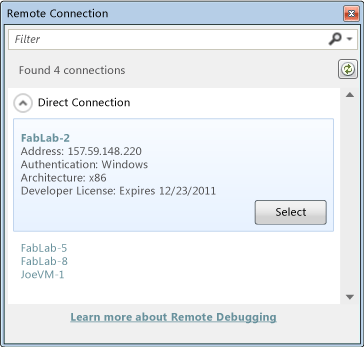 Remote Connection
Filter
Found 4 connections
Direct Connection
FabLab-2
Address: 157.59.148.220
Authentication: Windows
Architecture: x86
Developer License: Expires 12/23/2011
Select
FabLab-5
FabLab-8
JoeVM-1
Learn more about Remote Debugging